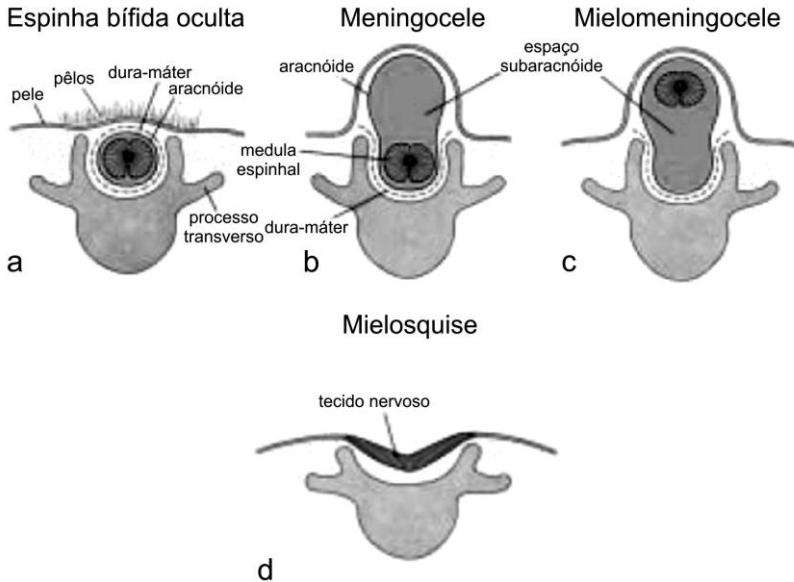 Espinha bífida oculta
Meningocele
Mielomeningocele
dura-máter
pêlos
aracnóide
pele
aracnóide
espaço
subaracnóide
medula
espinhal
processo
transverso
dura-máter
a
b
c
Mielosquise
tecido nervoso
d